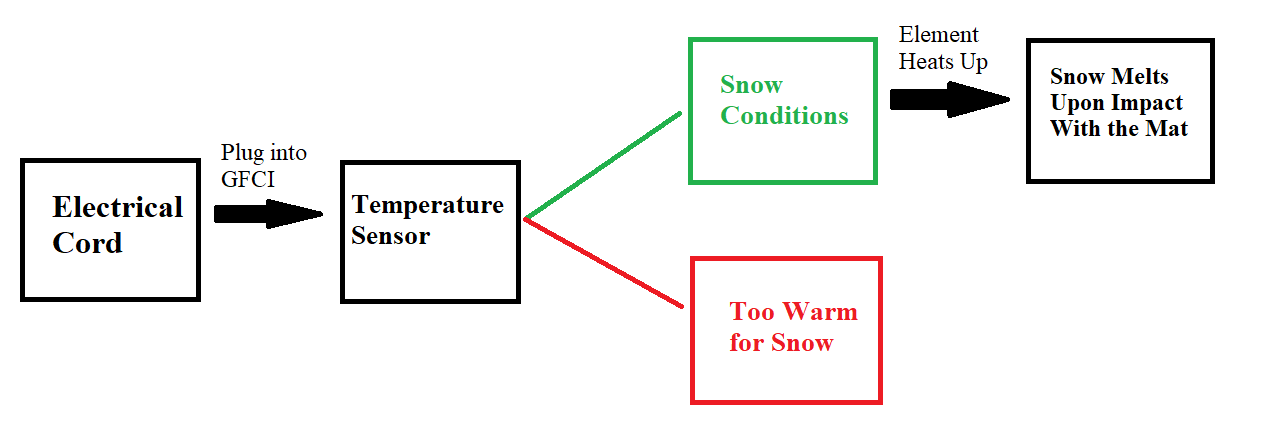 Electrical
Cord
Plug into
GFCI
Temperature
Sensor
Snow
Conditions
Element
Heats Up
Snow Melts
Upon Impact
With the Mat
Too Warm
for Snow